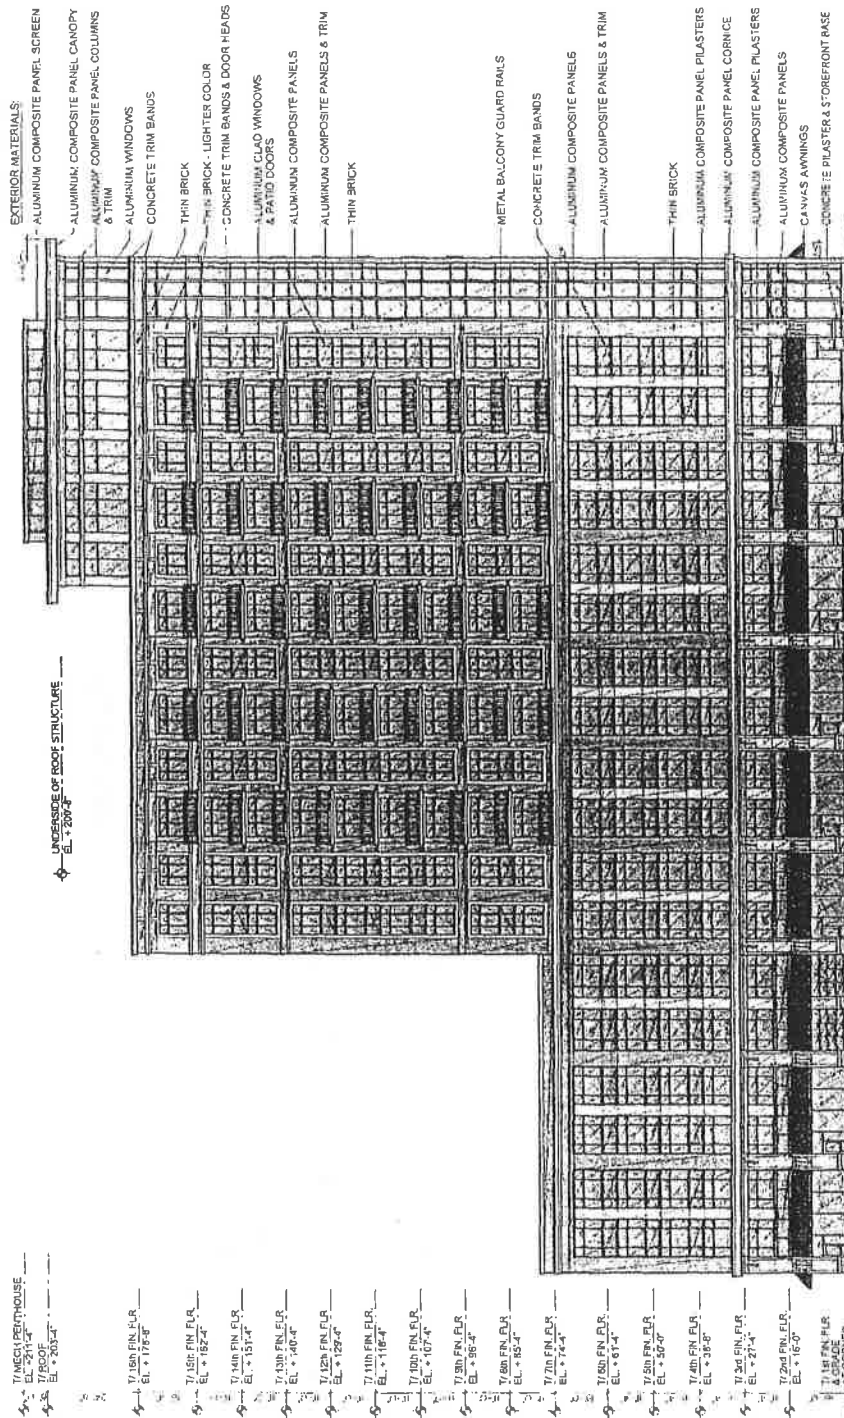 EXTERIOR MATERIALS:
ALUMINUM COMPOSITE PANEL SCREEN
ALUMINUM COMPOSITE PANEL CANOPY
ALUMINUM COMPOSITE PANEL COLUMNS
& TRIM
ALUMINUM WINDOWS
CONCRETE TRIM BANDS
THIN BRICK
THIN BRICK - LIGHTER COLOR
CONCRETE TRIM BANDS & DOOR HEADS
ALUMINUM CLAD WINDOWS
& PATIO DOORS
ALUMINUM COMPOSITE PANELS
ALUMINUM COMPOSITE PANELS & TRIM
THIN BRICK
METAL BALCONY GUARD RAILS
CONCRETE TRIM BANDS
ALUMINUM COMPOSITE PANELS
ALUMINUM COMPOSITE PANELS & TRIM
THIN BRICK
ALUMINUM COMPOSITE PANEL PILASTERS
ALUMINUM COMPOSITE PANEL CORNICE
ALUMINUM COMPOSITE PANEL PILASTERS
ALUMINUM COMPOSITE PANELS
CANVAS AWNINGS
CONCRETE PILASTER & STOREFRONT BASE
UNDERSIDE OF ROOF STRUCTURE
EL. + 200'-8"
T/ MECH PENTHOUSE
EL. + 211'-4"
T/ ROOF
EL. + 203'-4"
T/ 16th FIN. FLR.
EL. + 178'-8"
T/ 15th FIN. FLR.
EL. + 162'-4"
T/ 14th FIN. FLR.
EL. + 151'-4"
T/ 13th FIN. FLR.
EL. + 140'-4"
T/ 12th FIN. FLR.
EL. + 129'-4"
T/ 11th FIN. FLR.
EL. + 118'-4"
T/ 10th FIN. FLR.
EL. + 107'-4"
T/ 9th FIN. FLR.
EL. + 96'-4"
T/ 8th FIN. FLR.
EL. + 85'-4"
T/ 7th FIN. FLR.
EL. + 74'-4"
T/ 6th FIN. FLR.
EL. + 61'-4"
T/ 5th FIN. FLR.
EL. + 50'-0"
T/ 4th FIN. FLR.
EL. + 38'-8"
T/ 3rd FIN. FLR.
EL. + 27'-4"
T/ 2nd FIN. FLR.
EL. + 16'-0"
T/ 1st FIN. FLR.
& GRADE